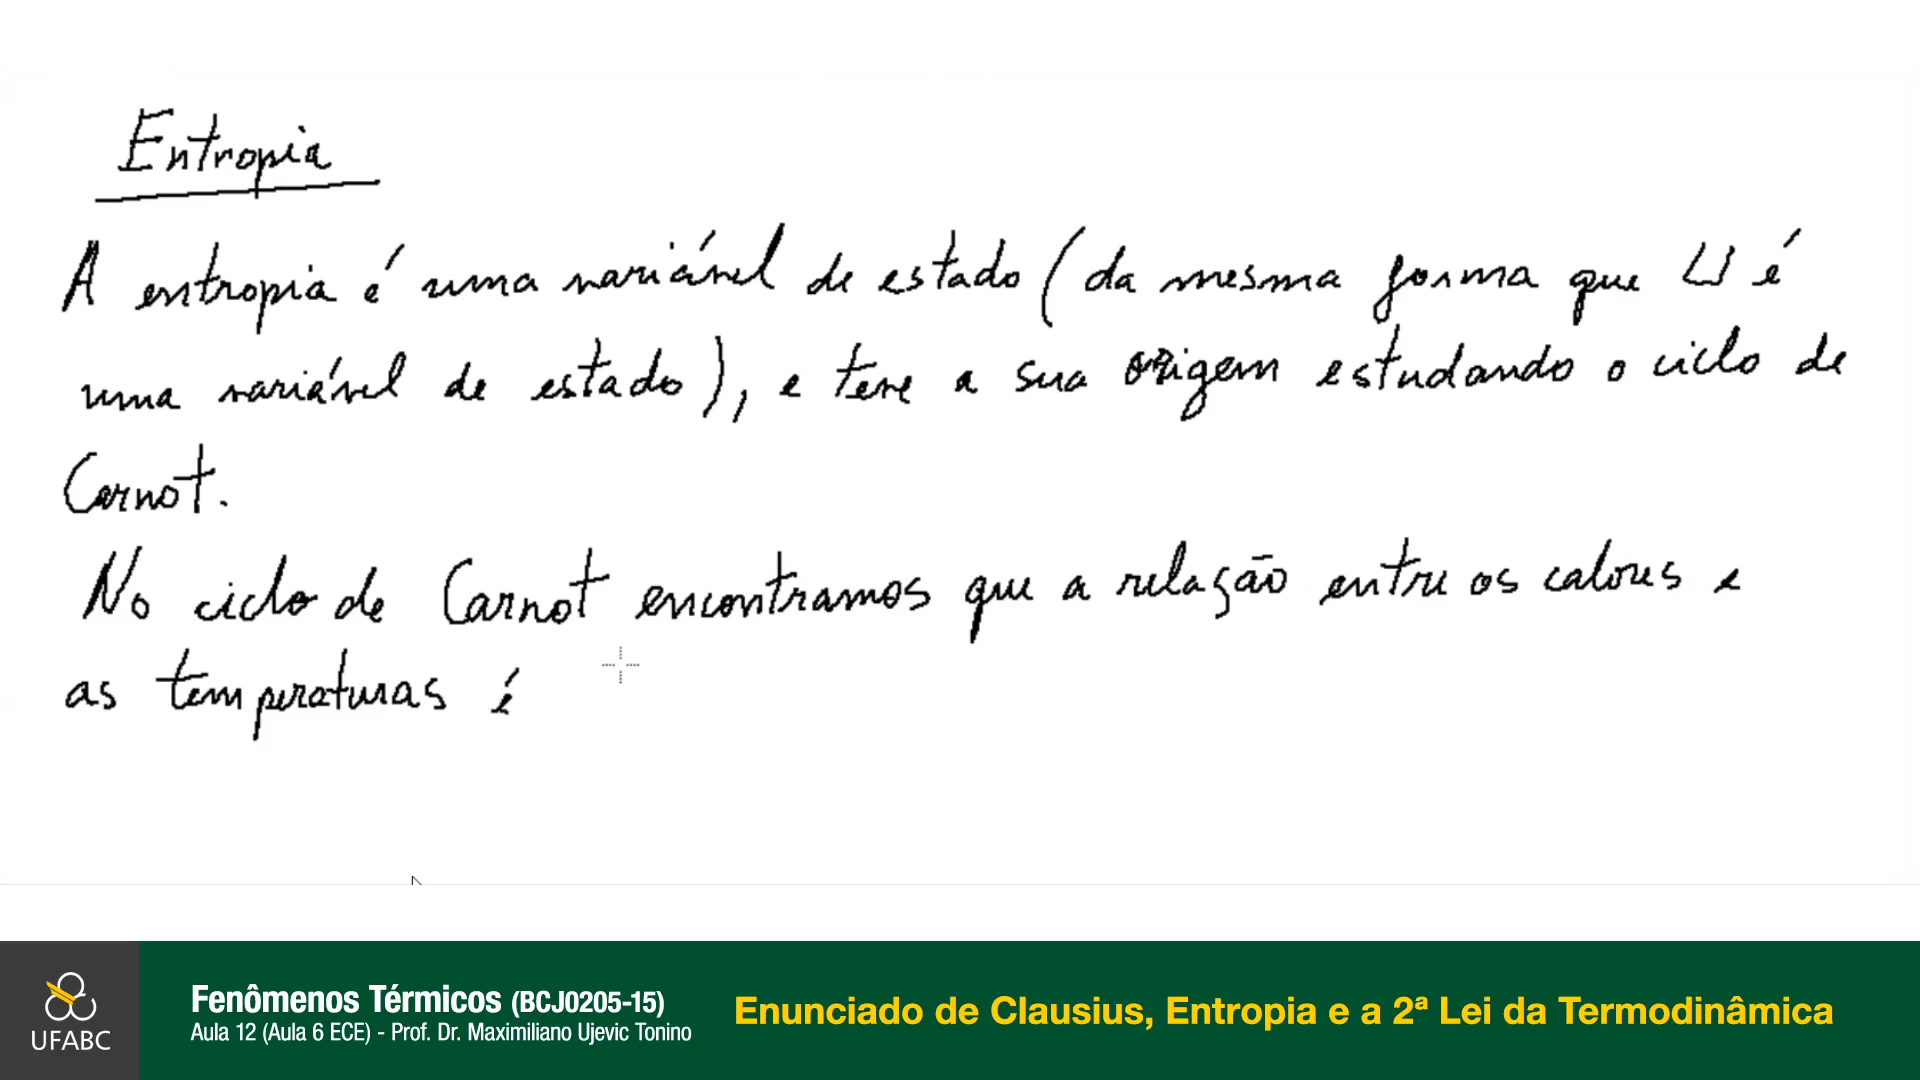 Entropia
A entropia é uma variável de estado (da mesma forma que U é
uma variável de estado), e teve a sua origem estudando o ciclo de
Carnot.
No ciclo de Carnot encontramos que a relação entre os calores e
as temperaturas é
UFABC
Fenômenos Térmicos (BCJ0205-15)
Aula 12 (Aula 6 ECE) - Prof. Dr. Maximiliano Ujevic Tonino
Enunciado de Clausius, Entropia e a 2ª Lei da Termodinâmica